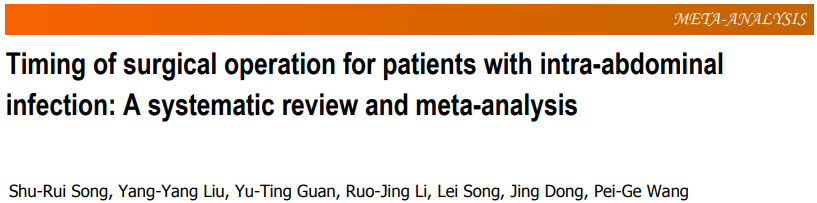 META-ANALYSIS
Timing of surgical operation for patients with intra-abdominal
infection: A systematic review and meta-analysis
Shu-Rui Song, Yang-Yang Liu, Yu-Ting Guan, Ruo-Jing Li, Lei Song, Jing Dong, Pei-Ge Wang